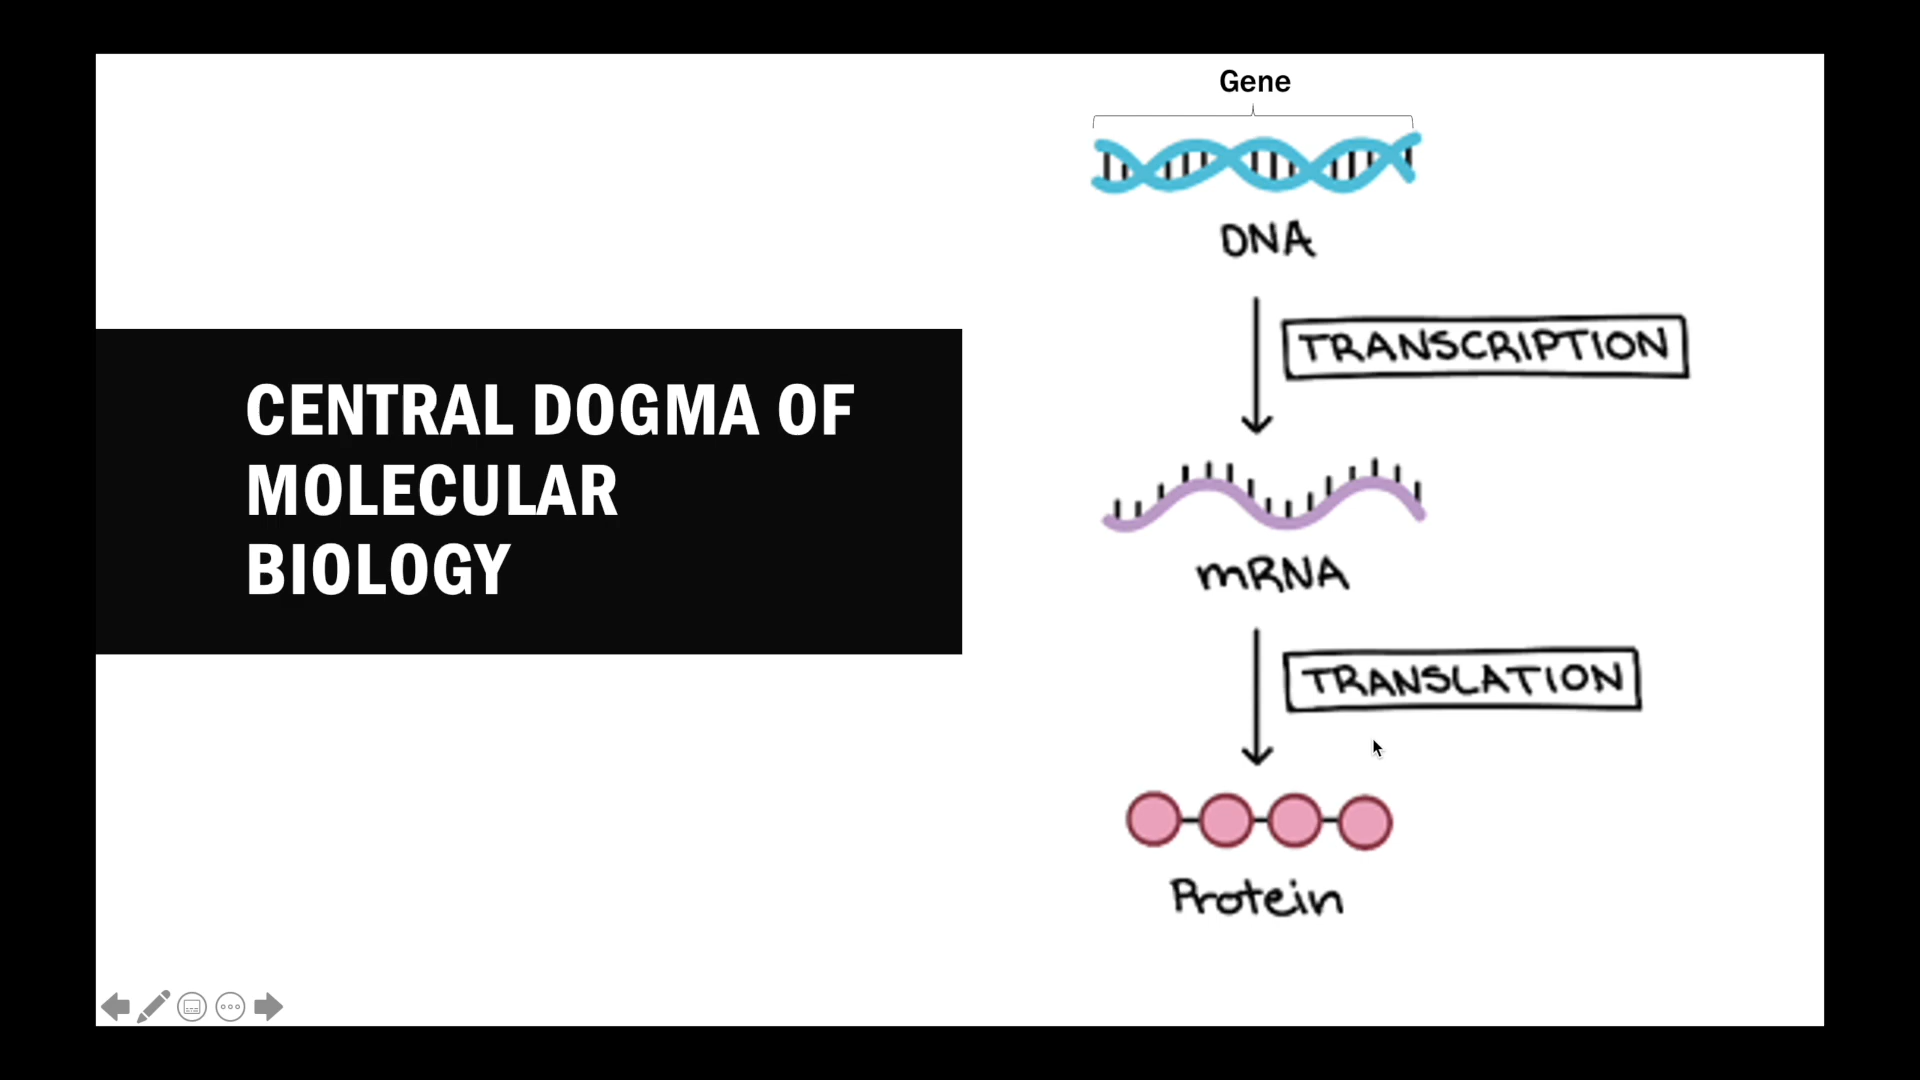 CENTRAL DOGMA OF
MOLECULAR
BIOLOGY
Gene
DNA
TRANSCRIPTION
mRNA
TRANSLATION
Protein